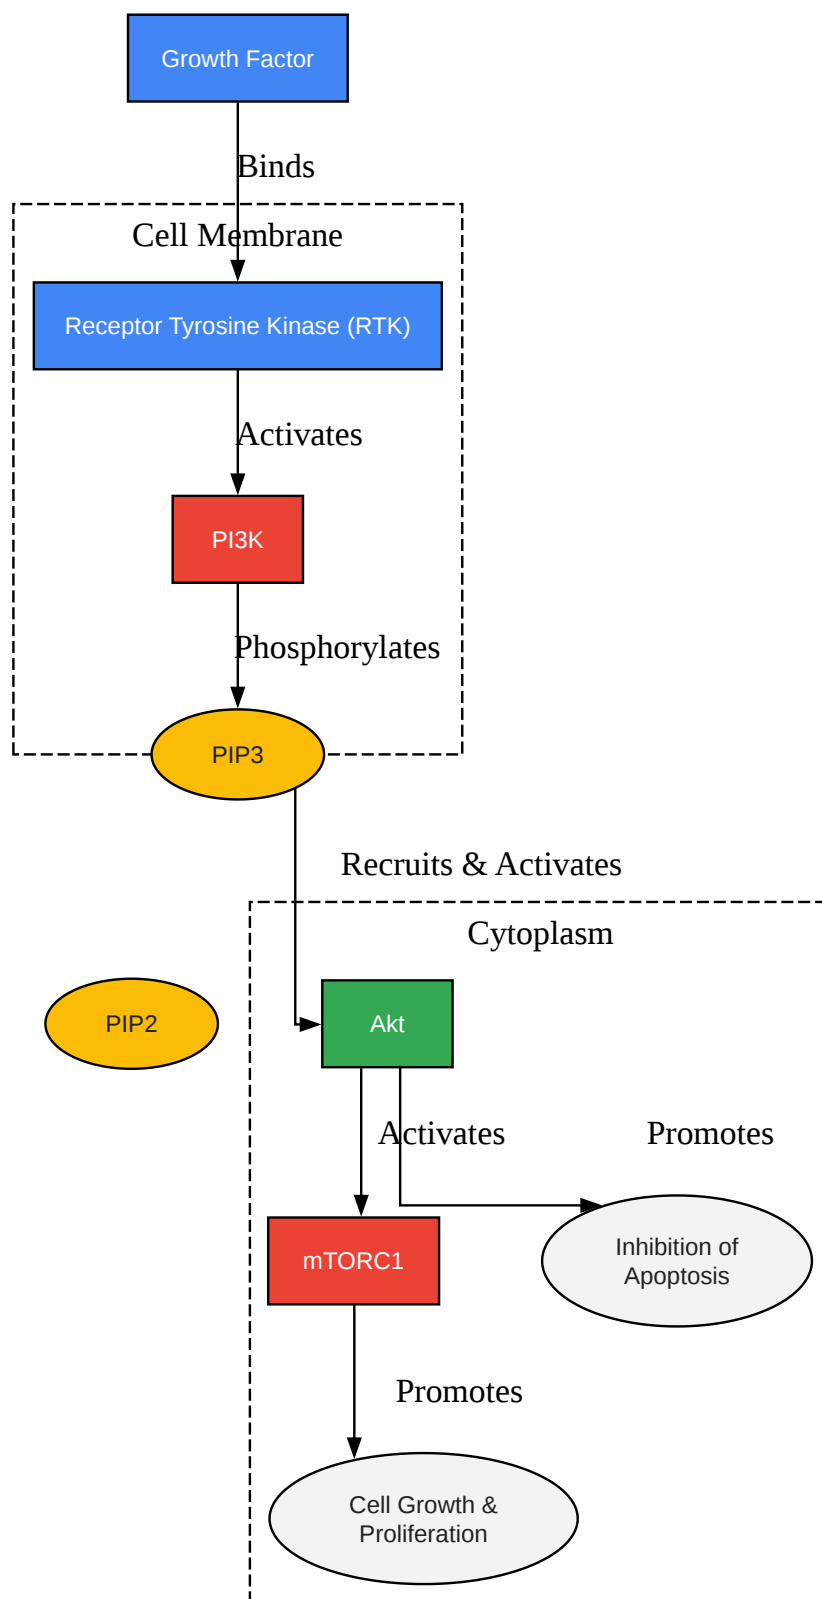 Growth Factor
Binds
Cell Membrane
Receptor Tyrosine Kinase (RTK)
Activates
PI3K
Phosphorylates
PIP3
Recruits & Activates
Cytoplasm
PIP2
Akt
Activates
Promotes
mTORC1
Inhibition of
Apoptosis
Promotes
Cell Growth &
Proliferation